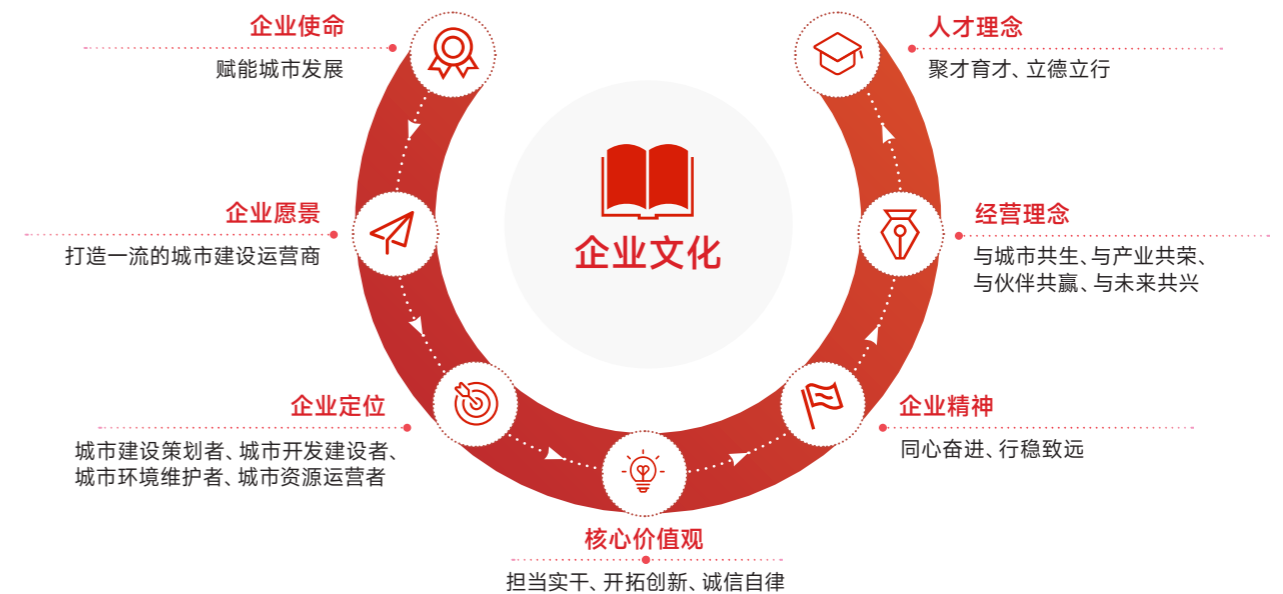 企业使命
赋能城市发展
企业愿景
打造一流的城市建设运营商
企业定位
城市建设策划者、城市开发建设者、
城市环境维护者、城市资源运营者
核心价值观
担当实干、开拓创新、诚信自律
企业精神
同心奋进、行稳致远
经营理念
与城市共生、与产业共荣、
与伙伴共赢、与未来共兴
人才理念
聚才育才、立德立行
企业文化